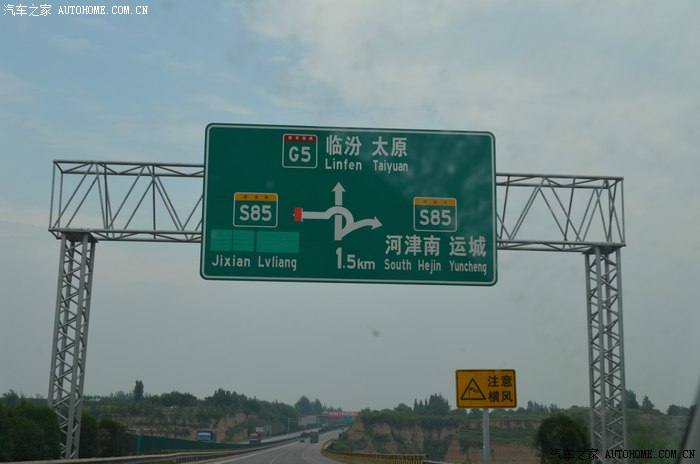 汽车之家 AUTOHOME.COM.CN
G5 临汾 太原
Linfen Taiyuan
S85
S85
Jixian Lvliang
河津南 运城
South Hejin Yuncheng
1.5km
注意
横风
汽车之家 AUTOHOME.COM.CN